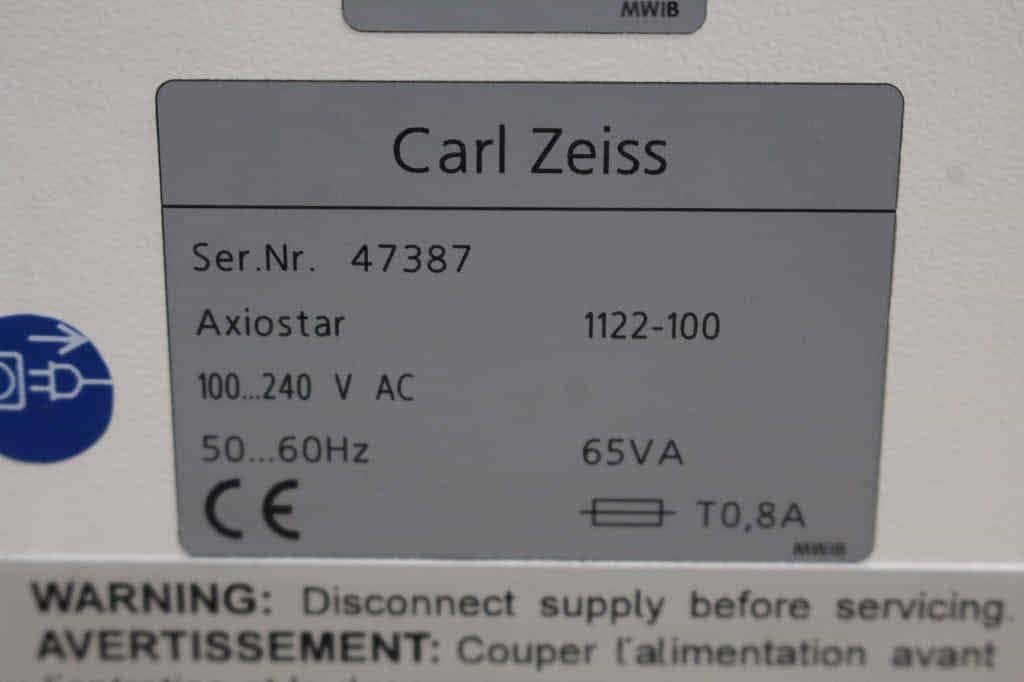 MWIB
Carl Zeiss
Ser.Nr. 47387
Axiostar 1122-100
100...240 V AC
50...60Hz 65VA
CE T0,8A
MWIB
WARNING: Disconnect supply before servicing.
AVERTISSEMENT: Couper l'alimentation avant